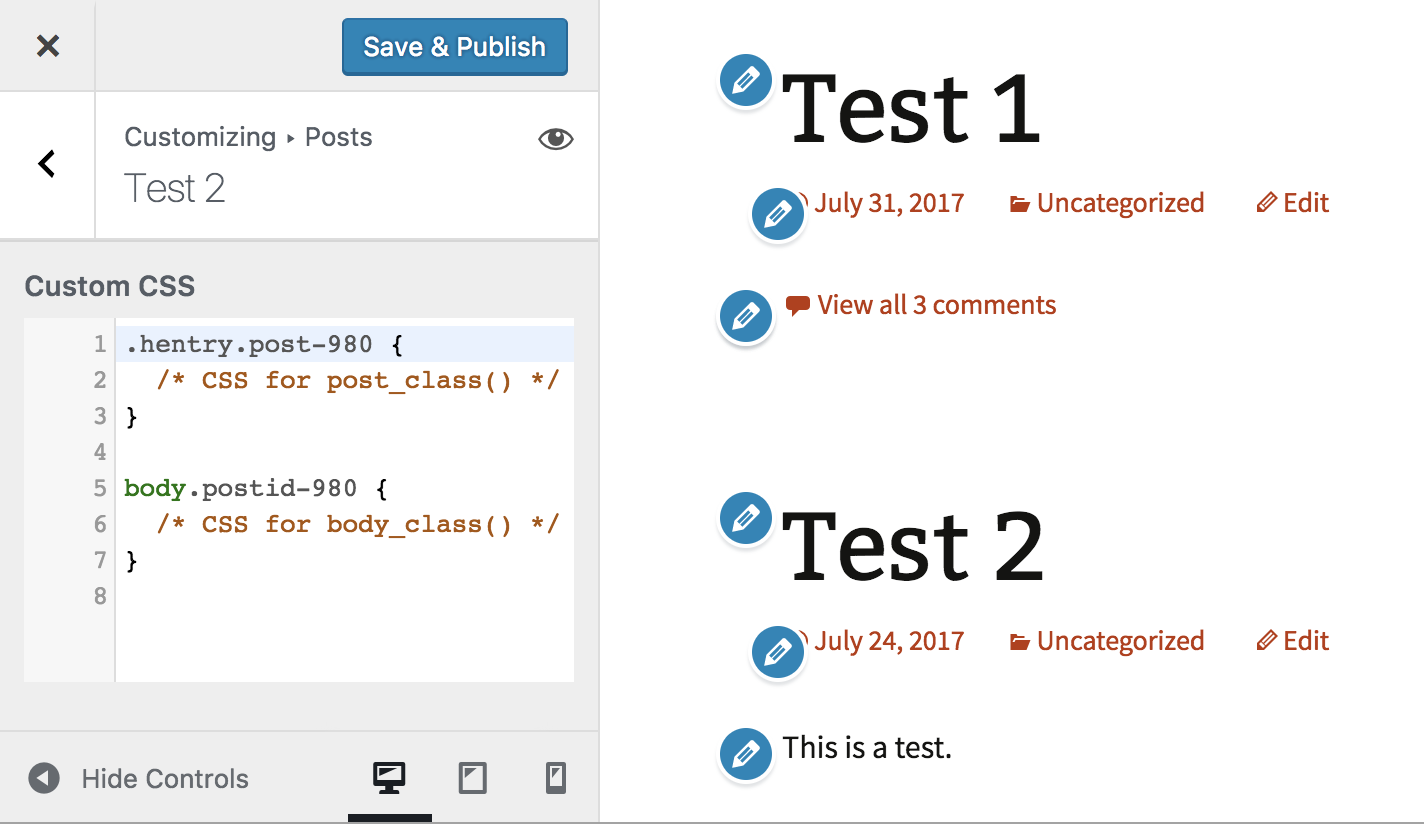 Save & Publish
Customizing ▸ Posts
Test 2
Custom CSS
1 .hentry.post-980 {
2   /* CSS for post_class() */
3 }
4
5 body.postid-980 {
6   /* CSS for body_class() */
7 }
8
Hide Controls
Test 1
July 31, 2017 Uncategorized Edit
View all 3 comments
Test 2
July 24, 2017 Uncategorized Edit
This is a test.